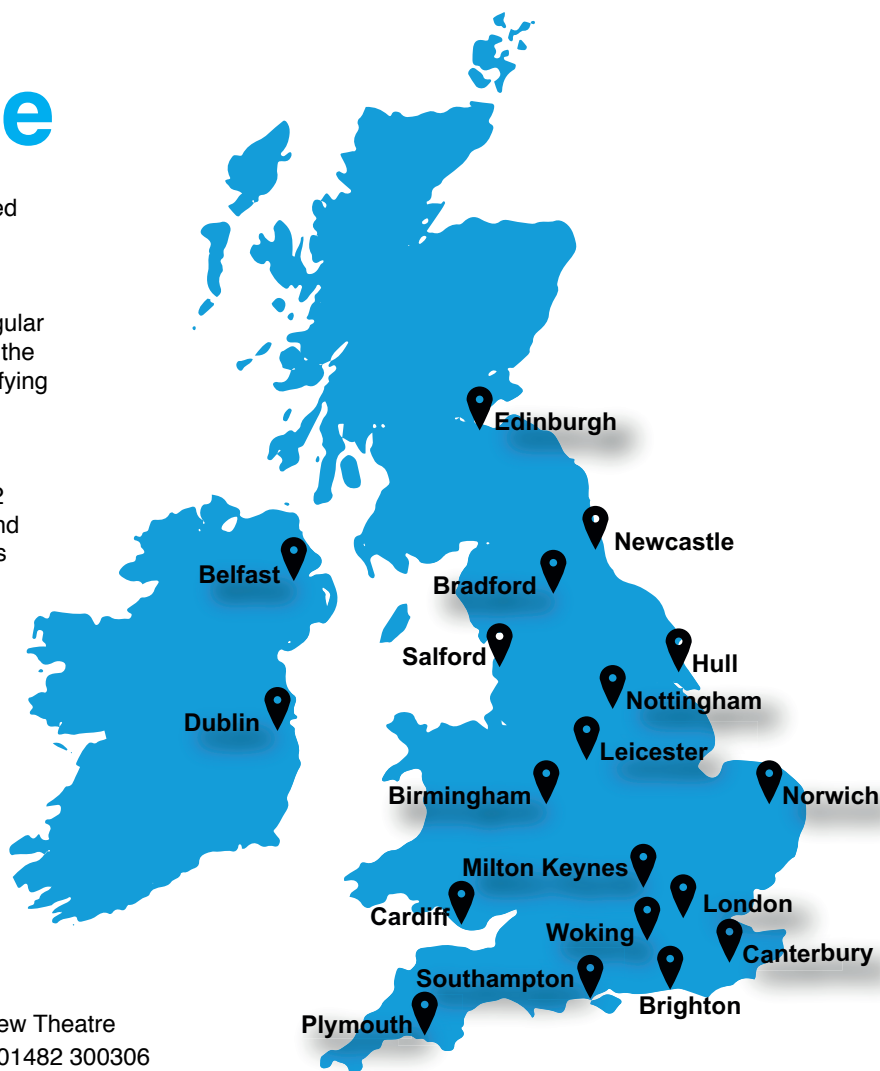 e
ed
gular
the
fying
2
nd
s
Edinburgh
Newcastle
Belfast
Bradford
Salford
Hull
Nottingham
Dublin
Leicester
Birmingham
Norwich
Milton Keynes
London
Cardiff
Woking
Canterbury
Southampton
Brighton
Plymouth
ew Theatre
01482 300306